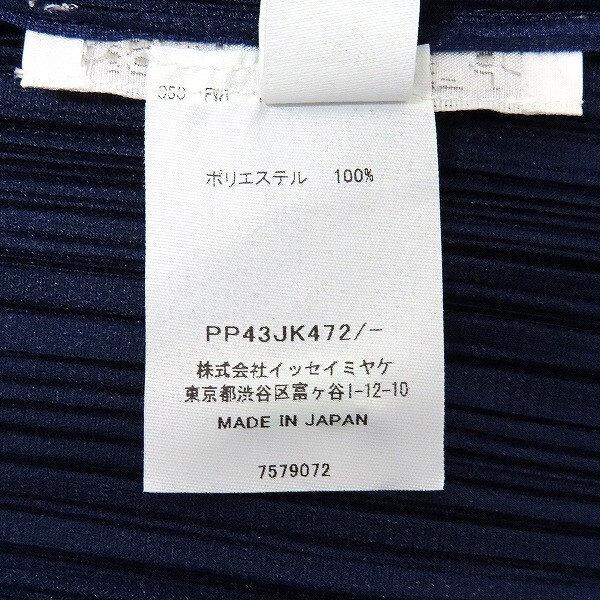 ポリエステル 100%
PP43JK472/-
株式会社イッセイミヤケ
東京都渋谷区富ヶ谷1-12-10
MADE IN JAPAN
7579072